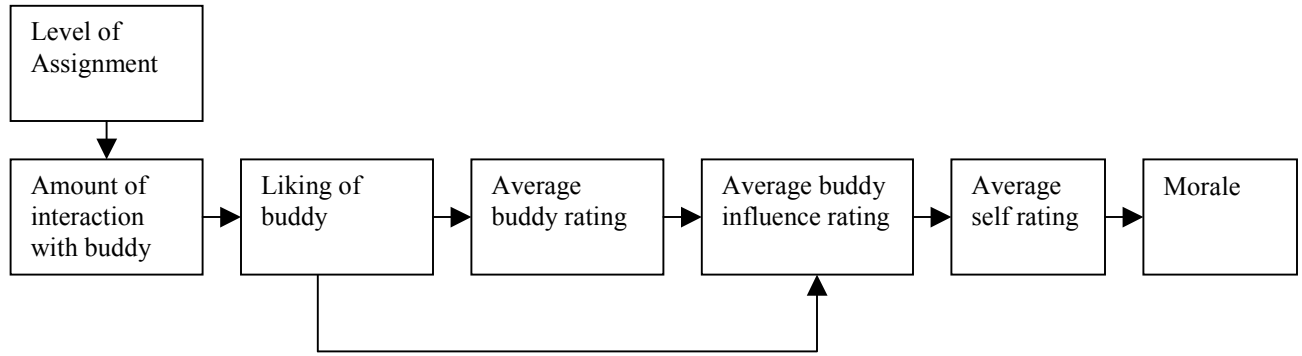 Level of
Assignment
Amount of
interaction
with buddy
Liking of
buddy
Average
buddy rating
Average buddy
influence rating
Average
self rating
Morale